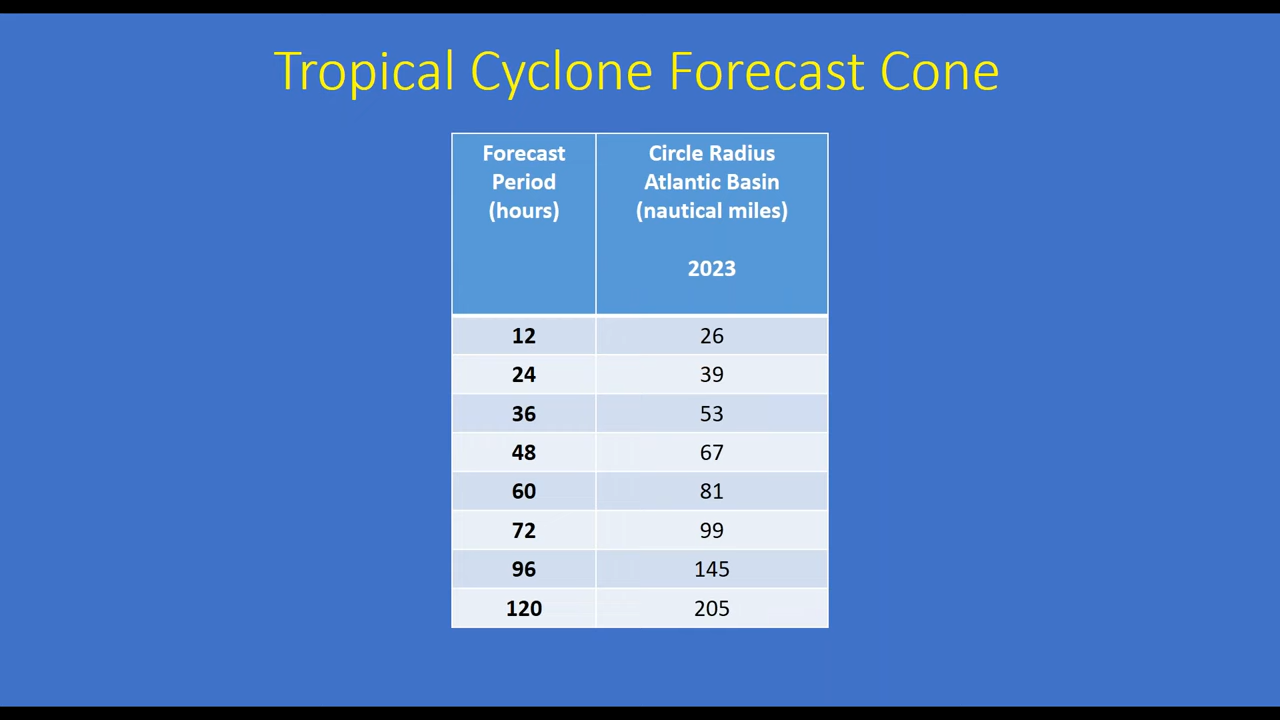 Tropical Cyclone Forecast Cone
Forecast
Period
(hours)
Circle Radius
Atlantic Basin
(nautical miles)
2023
12 26
24 39
36 53
48 67
60 81
72 99
96 145
120 205